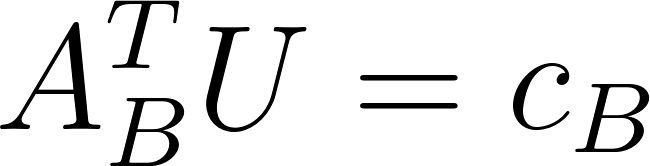 $A_B^T U = c_B$